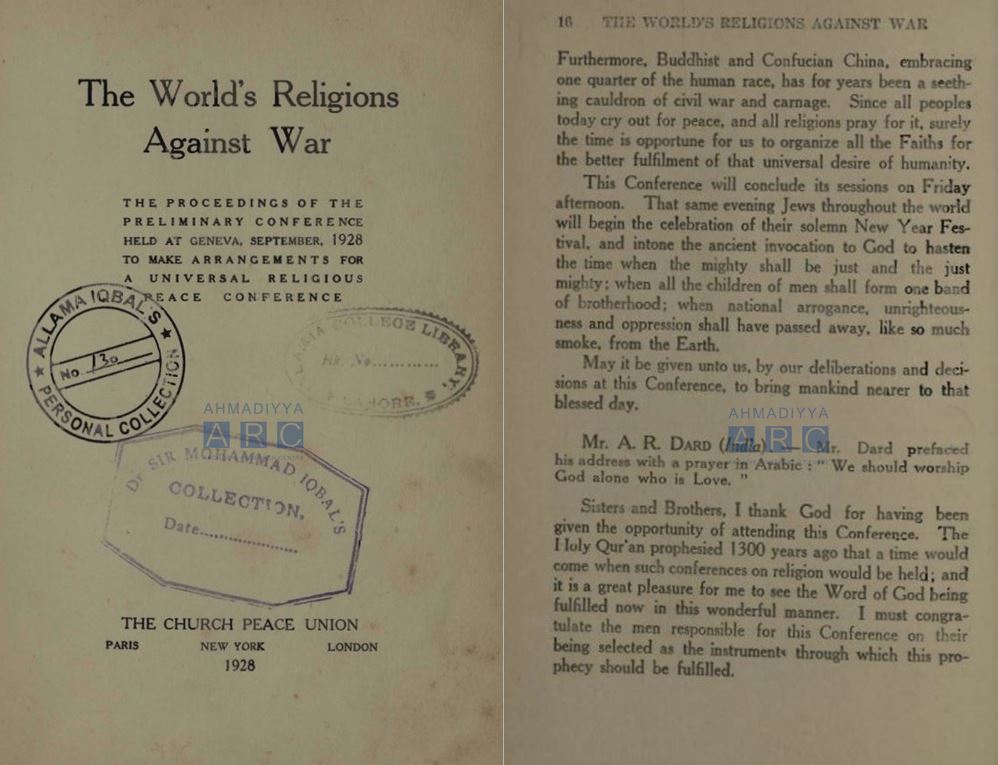 The World's Religions
Against War
THE PROCEEDINGS OF THE
PRELIMINARY CONFERENCE
HELD AT GENEVA, SEPTEMBER, 1928
TO MAKE ARRANGEMENTS FOR
A UNIVERSAL RELIGIOUS
PEACE CONFERENCE
ALLAMA IQBAL'S
No. 130
PERSONAL COLLECTION
COLLEGE LIBRARY,
No.............
LAHORE.
AHMADIYYA
ARC
Dr SIR MOHAMMAD IQBAL'S
COLLECTION.
Date....................
THE CHURCH PEACE UNION
PARIS NEW YORK LONDON
1928
16 THE WORLD'S RELIGIONS AGAINST WAR
Furthermore, Buddhist and Confucian China, embracing
one quarter of the human race, has for years been a seeth-
ing cauldron of civil war and carnage. Since all peoples
today cry out for peace, and all religions pray for it, surely
the time is opportune for us to organize all the Faiths for
the better fulfilment of that universal desire of humanity.
This Conference will conclude its sessions on Friday
afternoon. That same evening Jews throughout the world
will begin the celebration of their solemn New Year Fes-
tival, and intone the ancient invocation to God to hasten
the time when the mighty shall be just and the just
mighty; when all the children of men shall form one band
of brotherhood; when national arrogance, unrighteous-
ness and oppression shall have passed away, like so much
smoke, from the Earth.
May it be given unto us, by our deliberations and deci-
sions at this Conference, to bring mankind nearer to that
blessed day.
AHMADIYYA
ARC
Mr. A. R. DARD (India).— Mr. Dard prefaced
his address with a prayer in Arabic : " We should worship
God alone who is Love. "
Sisters and Brothers, I thank God for having been
given the opportunity of attending this Conference. The
Holy Qur'an prophesied 1300 years ago that a time would
come when such conferences on religion would be held; and
it is a great pleasure for me to see the Word of God being
fulfilled now in this wonderful manner. I must congra-
tulate the men responsible for this Conference on their
being selected as the instruments through which this pro-
phecy should be fulfilled.